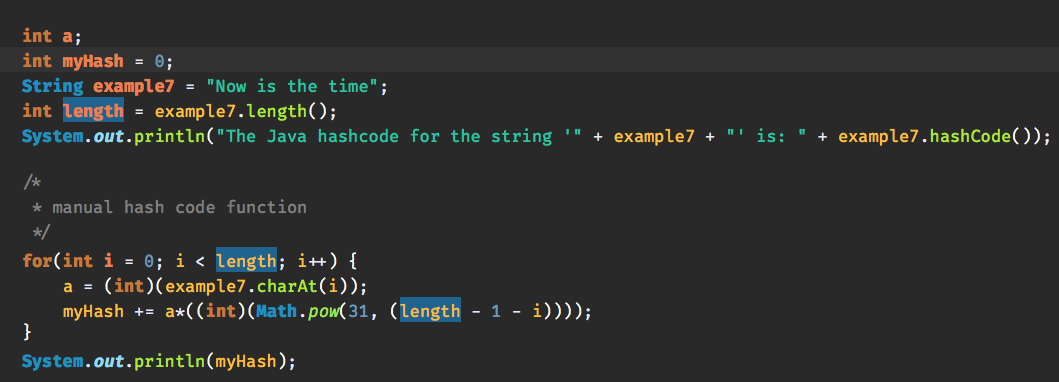 int a;
int myHash = 0;
String example7 = "Now is the time";
int length = example7.length();
System.out.println("The Java hashcode for the string '" + example7 + "' is: " + example7.hashCode());
/*
* manual hash code function
*/
for(int i = 0; i < length; i++) {
a = (int)(example7.charAt(i));
myHash += a*((int)(Math.pow(31, (length - 1 - i))));
}
System.out.println(myHash);